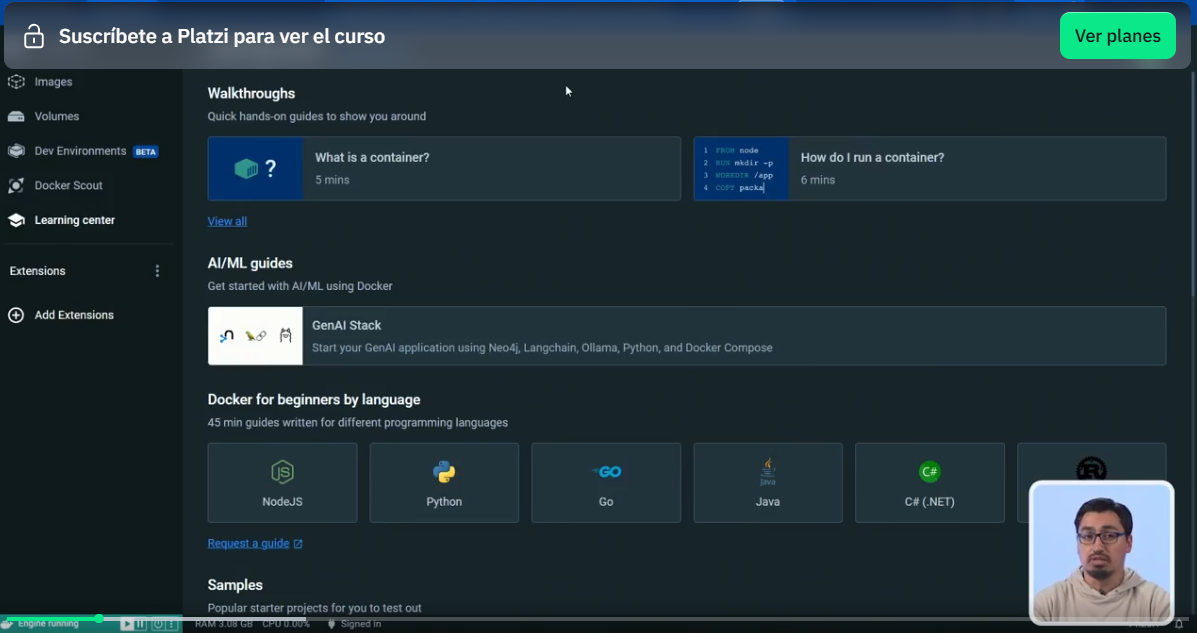 Suscríbete a Platzi para ver el curso
Ver planes
Images
Volumes
Dev Environments BETA
Docker Scout
Learning center
Extensions
Add Extensions
Walkthroughs
Quick hands-on guides to show you around
What is a container?
5 mins
1 FROM node
2 RUN mkdir -p
3 WORKDIR /app
4 COPY packa
How do I run a container?
6 mins
View all
AI/ML guides
Get started with AI/ML using Docker
GenAI Stack
Start your GenAI application using Neo4j, Langchain, Ollama, Python, and Docker Compose
Docker for beginners by language
45 min guides written for different programming languages
JS
NodeJS
Python
GO
Go
Java
Java
C#
C# (.NET)
R
Request a guide
Samples
Popular starter projects for you to test out
Engine running
RAM 3.08 GB CPU 0.00%
Signed in